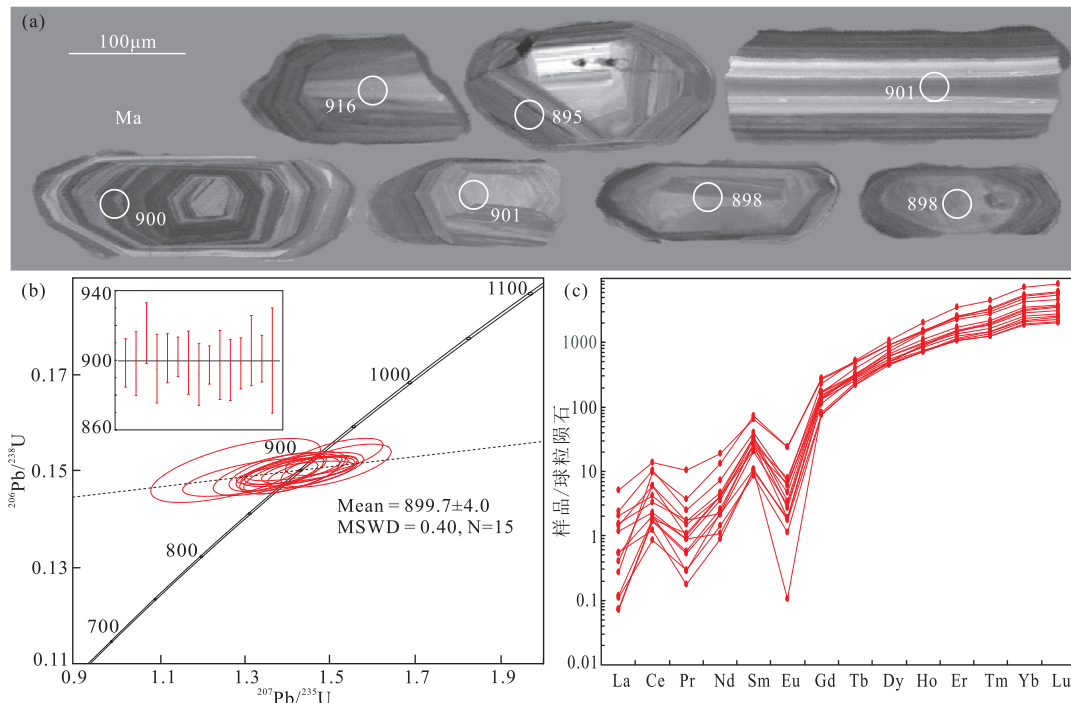 (a)
100μm
Ma
916
895
901
900
901
898
898
(b)
940
900
860
0.17
0.15
0.13
0.11
²⁰⁶Pb/²³⁸U
1100
1000
900
800
700
Mean = 899.7±4.0
MSWD = 0.40, N=15
0.9 1.1 1.3 1.5 1.7 1.9
²⁰⁷Pb/²³⁵U
(c)
样品/球粒陨石
1000
100
10
1
0.1
0.01
La Ce Pr Nd Sm Eu Gd Tb Dy Ho Er Tm Yb Lu